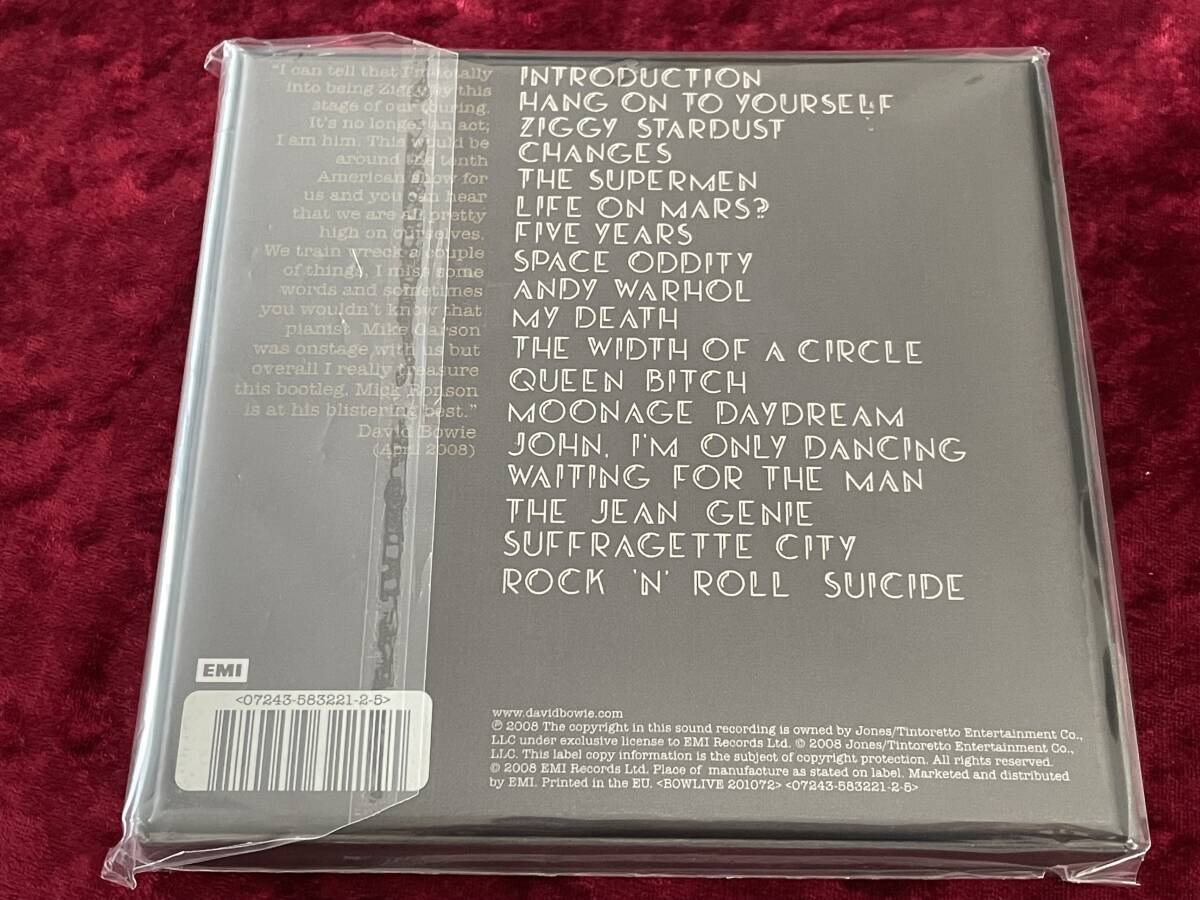 "I can tell that I'm totally
into being Ziggy by this
stage of our touring.
It's no longer an act;
I am him. This would be
around the tenth
American show for
us and you can hear
that we are all pretty
high on ourselves.
We train wreck a couple
of things, I miss some
words and sometimes
you wouldn't know that
pianist Mike Garson
was onstage with us but
overall I really treasure
this bootleg. Mick Ronson
is at his blistering best."
David Bowie
(April 2008)
INTRODUCTION
HANG ON TO YOURSELF
ZIGGY STARDUST
CHANGES
THE SUPERMEN
LIFE ON MARS?
FIVE YEARS
SPACE ODDITY
ANDY WARHOL
MY DEATH
THE WIDTH OF A CIRCLE
QUEEN BITCH
MOONAGE DAYDREAM
JOHN, I'M ONLY DANCING
WAITING FOR THE MAN
THE JEAN GENIE
SUFFRAGETTE CITY
ROCK 'N' ROLL SUICIDE
EMI
<07243-583221-2-5>
www.davidbowie.com
℗ 2008 The copyright in this sound recording is owned by Jones/Tintoretto Entertainment Co.,
LLC under exclusive license to EMI Records Ltd. © 2008 Jones/Tintoretto Entertainment Co.,
LLC. This label copy information is the subject of copyright protection. All rights reserved.
© 2008 EMI Records Ltd. Place of manufacture as stated on label. Marketed and distributed
by EMI. Printed in the EU. <BOWLIVE 201072> <07243-583221-2-5>